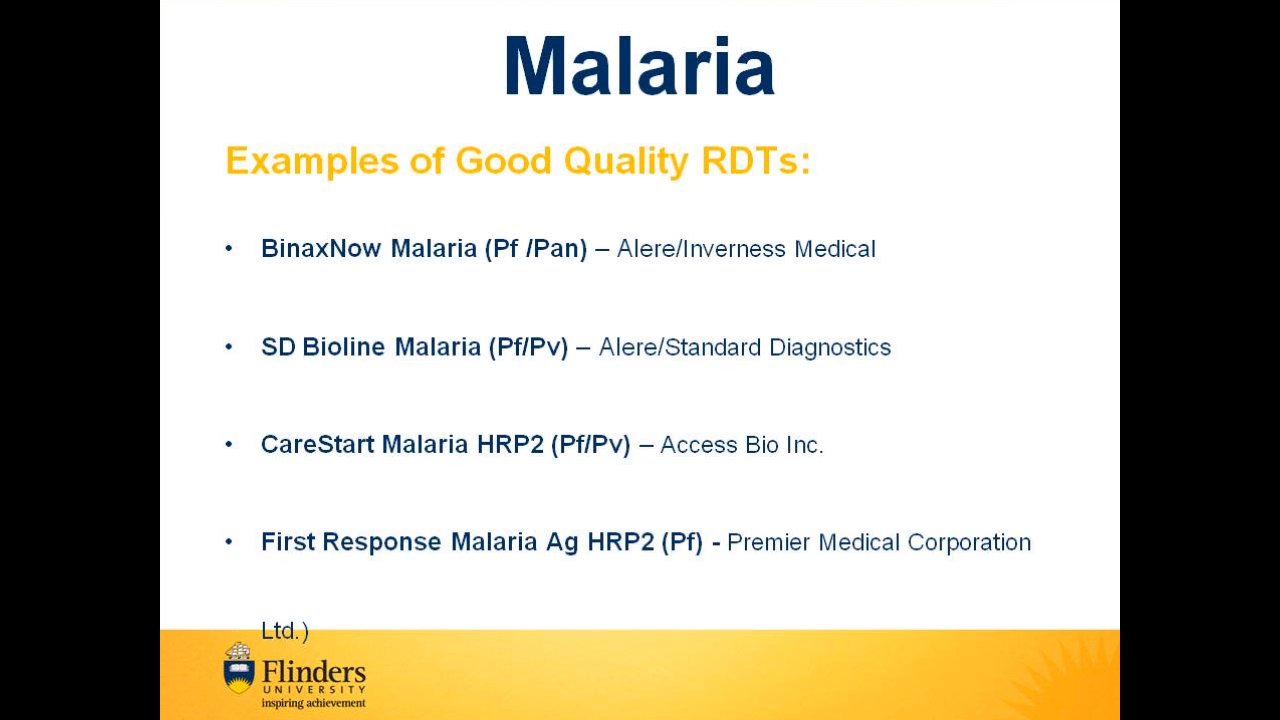 Malaria
Examples of Good Quality RDTs:
• BinaxNow Malaria (Pf /Pan) – Alere/Inverness Medical
• SD Bioline Malaria (Pf/Pv) – Alere/Standard Diagnostics
• CareStart Malaria HRP2 (Pf/Pv) – Access Bio Inc.
• First Response Malaria Ag HRP2 (Pf) - Premier Medical Corporation
Ltd.)
Flinders
UNIVERSITY
inspiring achievement